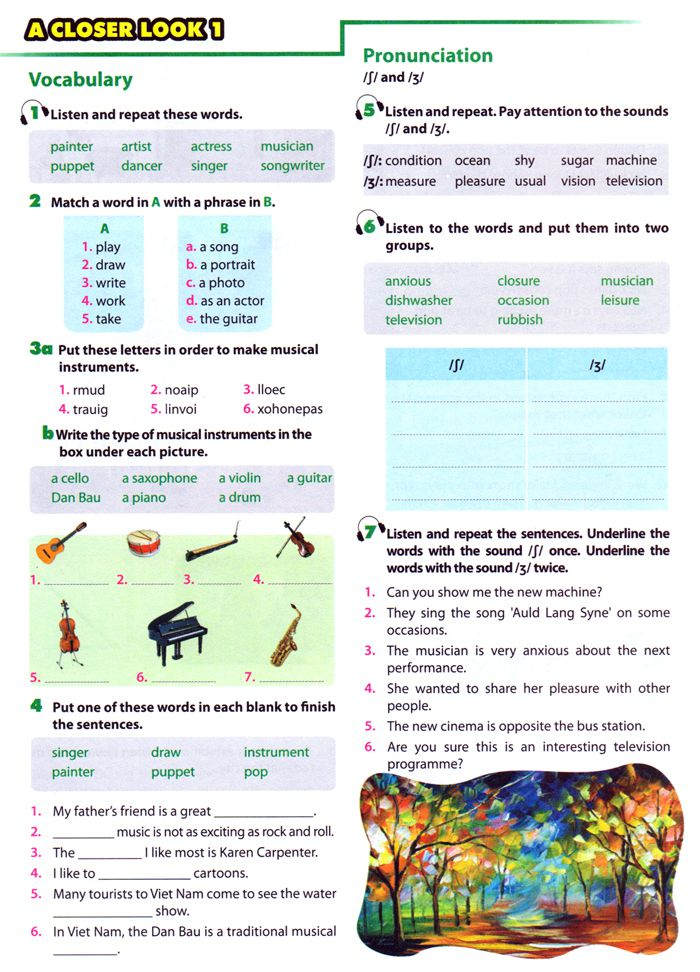 A CLOSER LOOK 1
Vocabulary
1 Listen and repeat these words.
painter artist actress musician
puppet dancer singer songwriter
2 Match a word in A with a phrase in B.
A B
1. play a. a song
2. draw b. a portrait
3. write c. a photo
4. work d. as an actor
5. take e. the guitar
3a Put these letters in order to make musical
instruments.
1. rmud 2. noaip 3. lloec
4. trauig 5. linvoi 6. xohonepas
b Write the type of musical instruments in the
box under each picture.
a cello a saxophone a violin a guitar
Dan Bau a piano a drum
1. ____________ 2. ________ 3. ________ 4. ____________
5. ____________ 6. ____________ 7. ____________
4 Put one of these words in each blank to finish
the sentences.
singer draw instrument
painter puppet pop
1. My father's friend is a great ______________.
2. _________ music is not as exciting as rock and roll.
3. The _________ I like most is Karen Carpenter.
4. I like to ____________ cartoons.
5. Many tourists to Viet Nam come to see the water
______________ show.
6. In Viet Nam, the Dan Bau is a traditional musical
_________.
Pronunciation
/ʃ/ and /ʒ/
5 Listen and repeat. Pay attention to the sounds
/ʃ/ and /ʒ/.
/ʃ/: condition ocean shy sugar machine
/ʒ/: measure pleasure usual vision television
6 Listen to the words and put them into two
groups.
anxious closure musician
dishwasher occasion leisure
television rubbish
/ʃ/ /ʒ/
7 Listen and repeat the sentences. Underline the
words with the sound /ʃ/ once. Underline the
words with the sound /ʒ/ twice.
1. Can you show me the new machine?
2. They sing the song 'Auld Lang Syne' on some
occasions.
3. The musician is very anxious about the next
performance.
4. She wanted to share her pleasure with other
people.
5. The new cinema is opposite the bus station.
6. Are you sure this is an interesting television
programme?